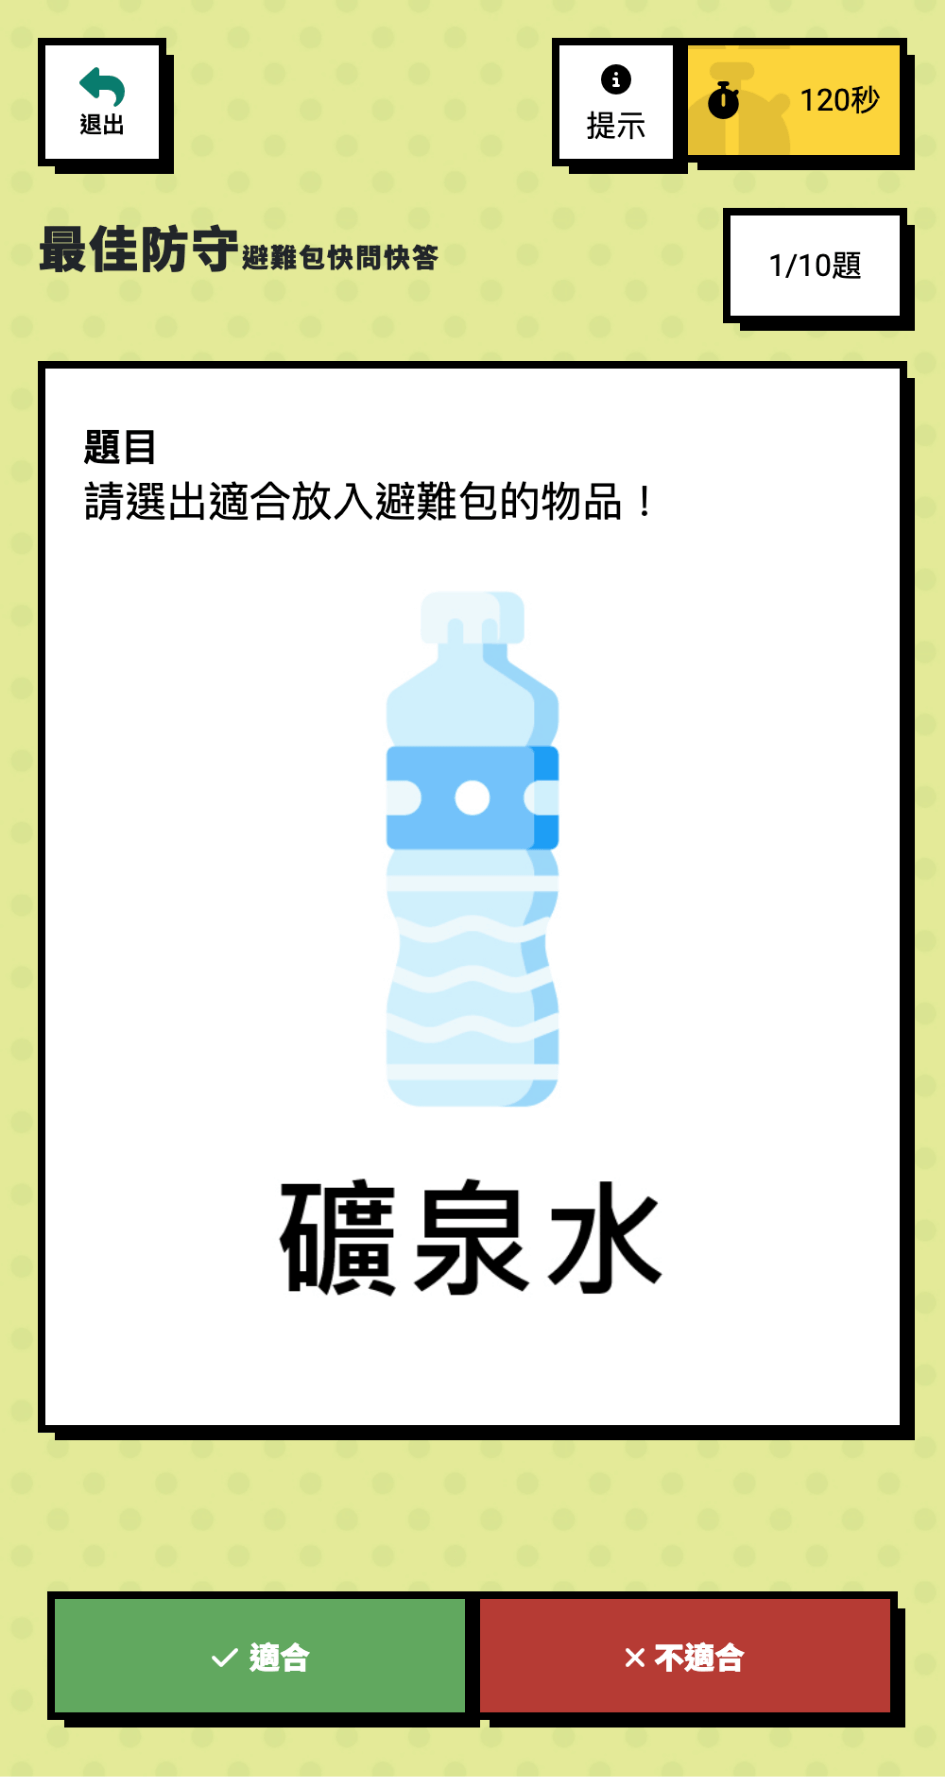 退出
提示
120秒
最佳防守避難包快問快答
1/10題
題目
請選出適合放入避難包的物品！
礦泉水
適合
不適合